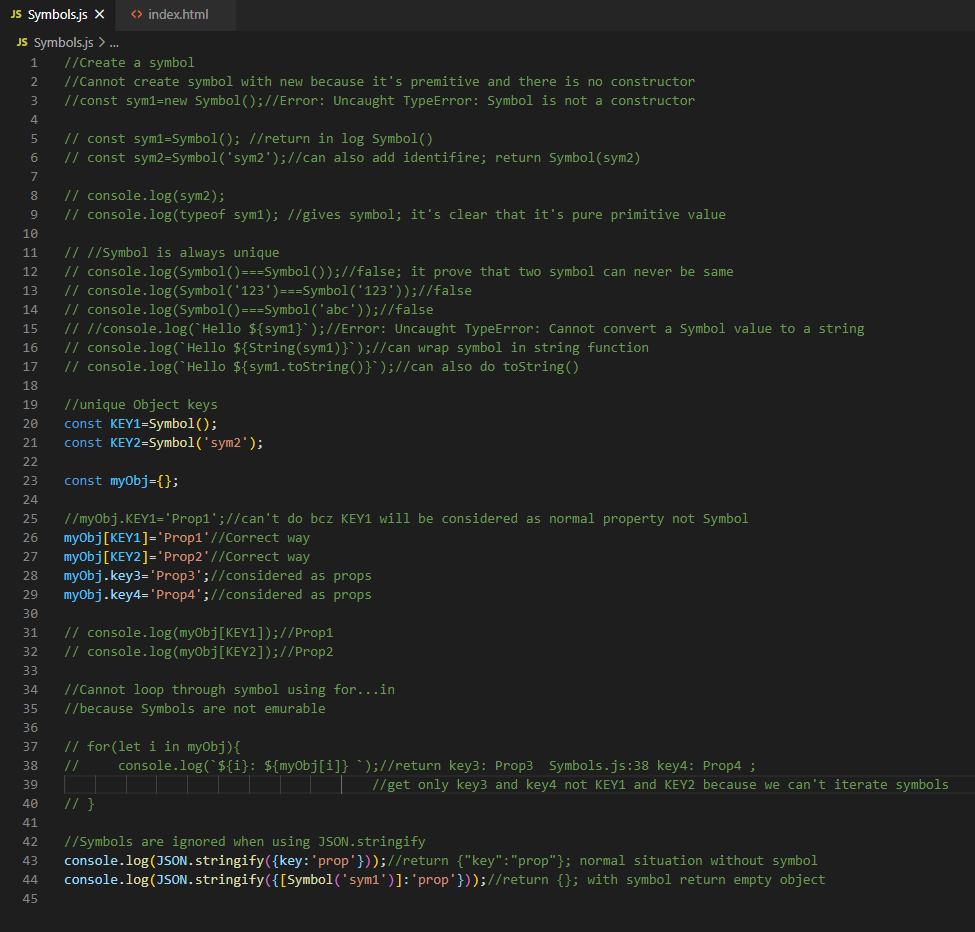 JS Symbols.js × <> index.html
JS Symbols.js > ...
1 //Create a symbol
2 //Cannot create symbol with new because it's premitive and there is no constructor
3 //const sym1=new Symbol();//Error: Uncaught TypeError: Symbol is not a constructor
4
5 // const sym1=Symbol(); //return in log Symbol()
6 // const sym2=Symbol('sym2');//can also add identifire; return Symbol(sym2)
7
8 // console.log(sym2);
9 // console.log(typeof sym1); //gives symbol; it's clear that it's pure primitive value
10
11 // //Symbol is always unique
12 // console.log(Symbol()===Symbol());//false; it prove that two symbol can never be same
13 // console.log(Symbol('123')===Symbol('123'));//false
14 // console.log(Symbol()===Symbol('abc'));//false
15 // //console.log(`Hello ${sym1}`);//Error: Uncaught TypeError: Cannot convert a Symbol value to a string
16 // console.log(`Hello ${String(sym1)}`);//can wrap symbol in string function
17 // console.log(`Hello ${sym1.toString()}`);//can also do toString()
18
19 //unique Object keys
20 const KEY1=Symbol();
21 const KEY2=Symbol('sym2');
22
23 const myObj={};
24
25 //myObj.KEY1='Prop1';//can't do bcz KEY1 will be considered as normal property not Symbol
26 myObj[KEY1]='Prop1'//Correct way
27 myObj[KEY2]='Prop2'//Correct way
28 myObj.key3='Prop3';//considered as props
29 myObj.key4='Prop4';//considered as props
30
31 // console.log(myObj[KEY1]);//Prop1
32 // console.log(myObj[KEY2]);//Prop2
33
34 //Cannot loop through symbol using for...in
35 //because Symbols are not emurable
36
37 // for(let i in myObj){
38 //     console.log(`${i}: ${myObj[i]} `);//return key3: Prop3  Symbols.js:38 key4: Prop4 ;
39 //get only key3 and key4 not KEY1 and KEY2 because we can't iterate symbols
40 // }
41
42 //Symbols are ignored when using JSON.stringify
43 console.log(JSON.stringify({key:'prop'}));//return {"key":"prop"}; normal situation without symbol
44 console.log(JSON.stringify({[Symbol('sym1')]:'prop'}));//return {}; with symbol return empty object
45